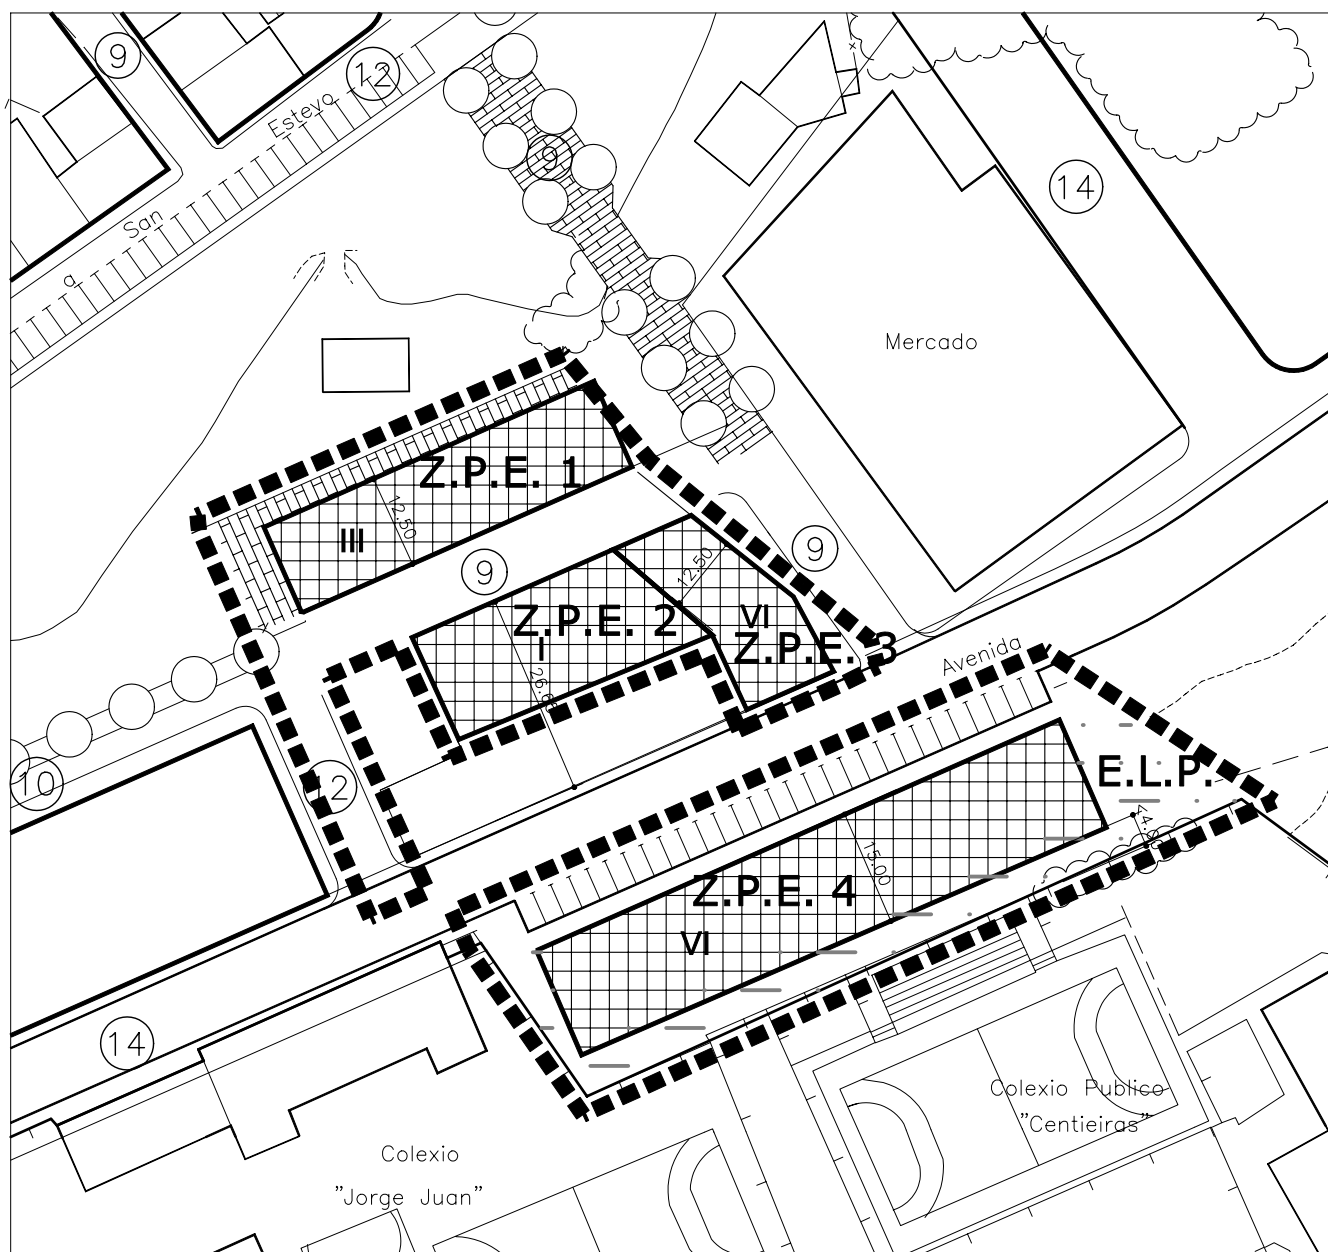 9
12
Estevo
9
14
San
a
Mercado
Z.P.E. 1
12.50
III
9
9
12.50
Z.P.E. 2
VI
I
Z.P.E. 3
Avenida
10
12
E.L.P.
15.00
Z.P.E. 4
VI
14
Colexio Publico
"Centieiras"
Colexio
"Jorge Juan"